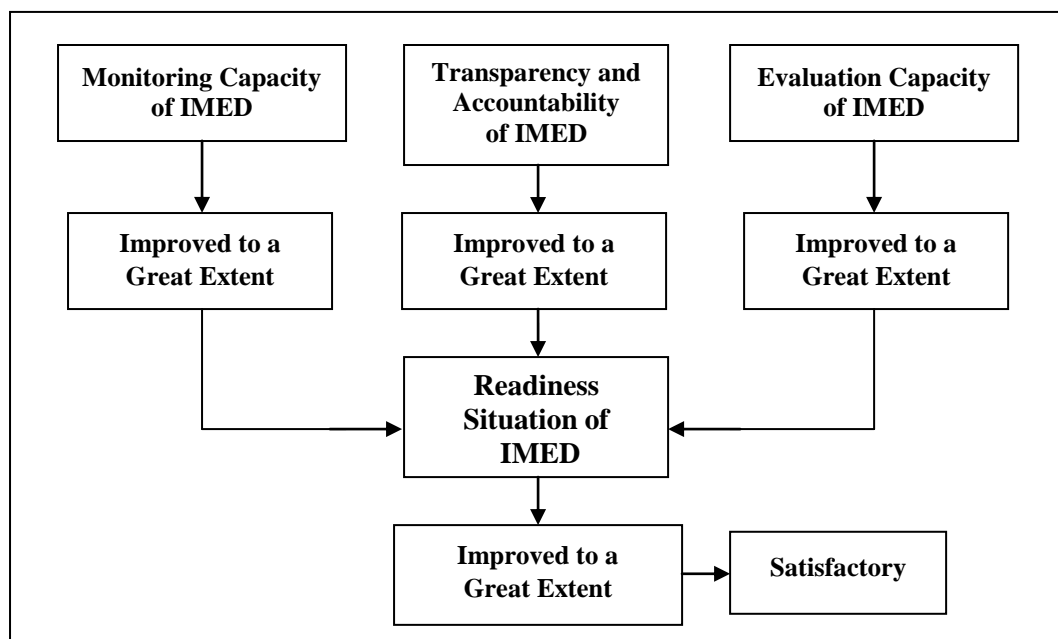 Monitoring Capacity
of IMED
Transparency and
Accountability
of IMED
Evaluation Capacity
of IMED
Improved to a
Great Extent
Improved to a
Great Extent
Improved to a
Great Extent
Readiness
Situation of
IMED
Improved to a
Great Extent
Satisfactory